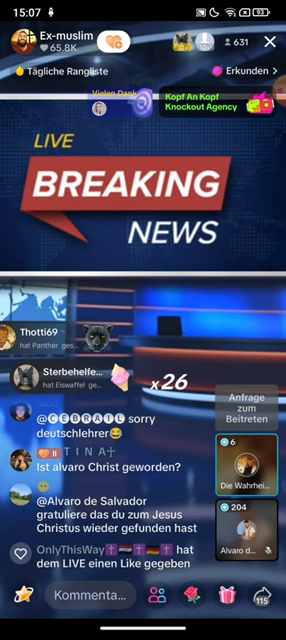 15:07
93
Ex-muslim
65.8K
10+
631
Tägliche Rangliste
Erkunden >
Vielen Dank
Kopf An Kopf
Knockout Agency
LIVE
BREAKING
NEWS
Thotti69
hat Panther ges...
Sterbehelfe...
hat Eiswaffel ge...
x26
Anfrage
zum
Beitreten
@🅒🅔🅑🅡🅐🅘🅛 sorry
deutschlehrer😂
T I N A ☥
Ist alvaro Christ geworden?
@Alvaro de Salvador
gratuliere das du zum Jesus
Christus wieder gefunden hast
OnlyThisWay hat
dem LIVE einen Like gegeben
6
Die Wahrhei...
204
Alvaro d...
Kommenta...
115